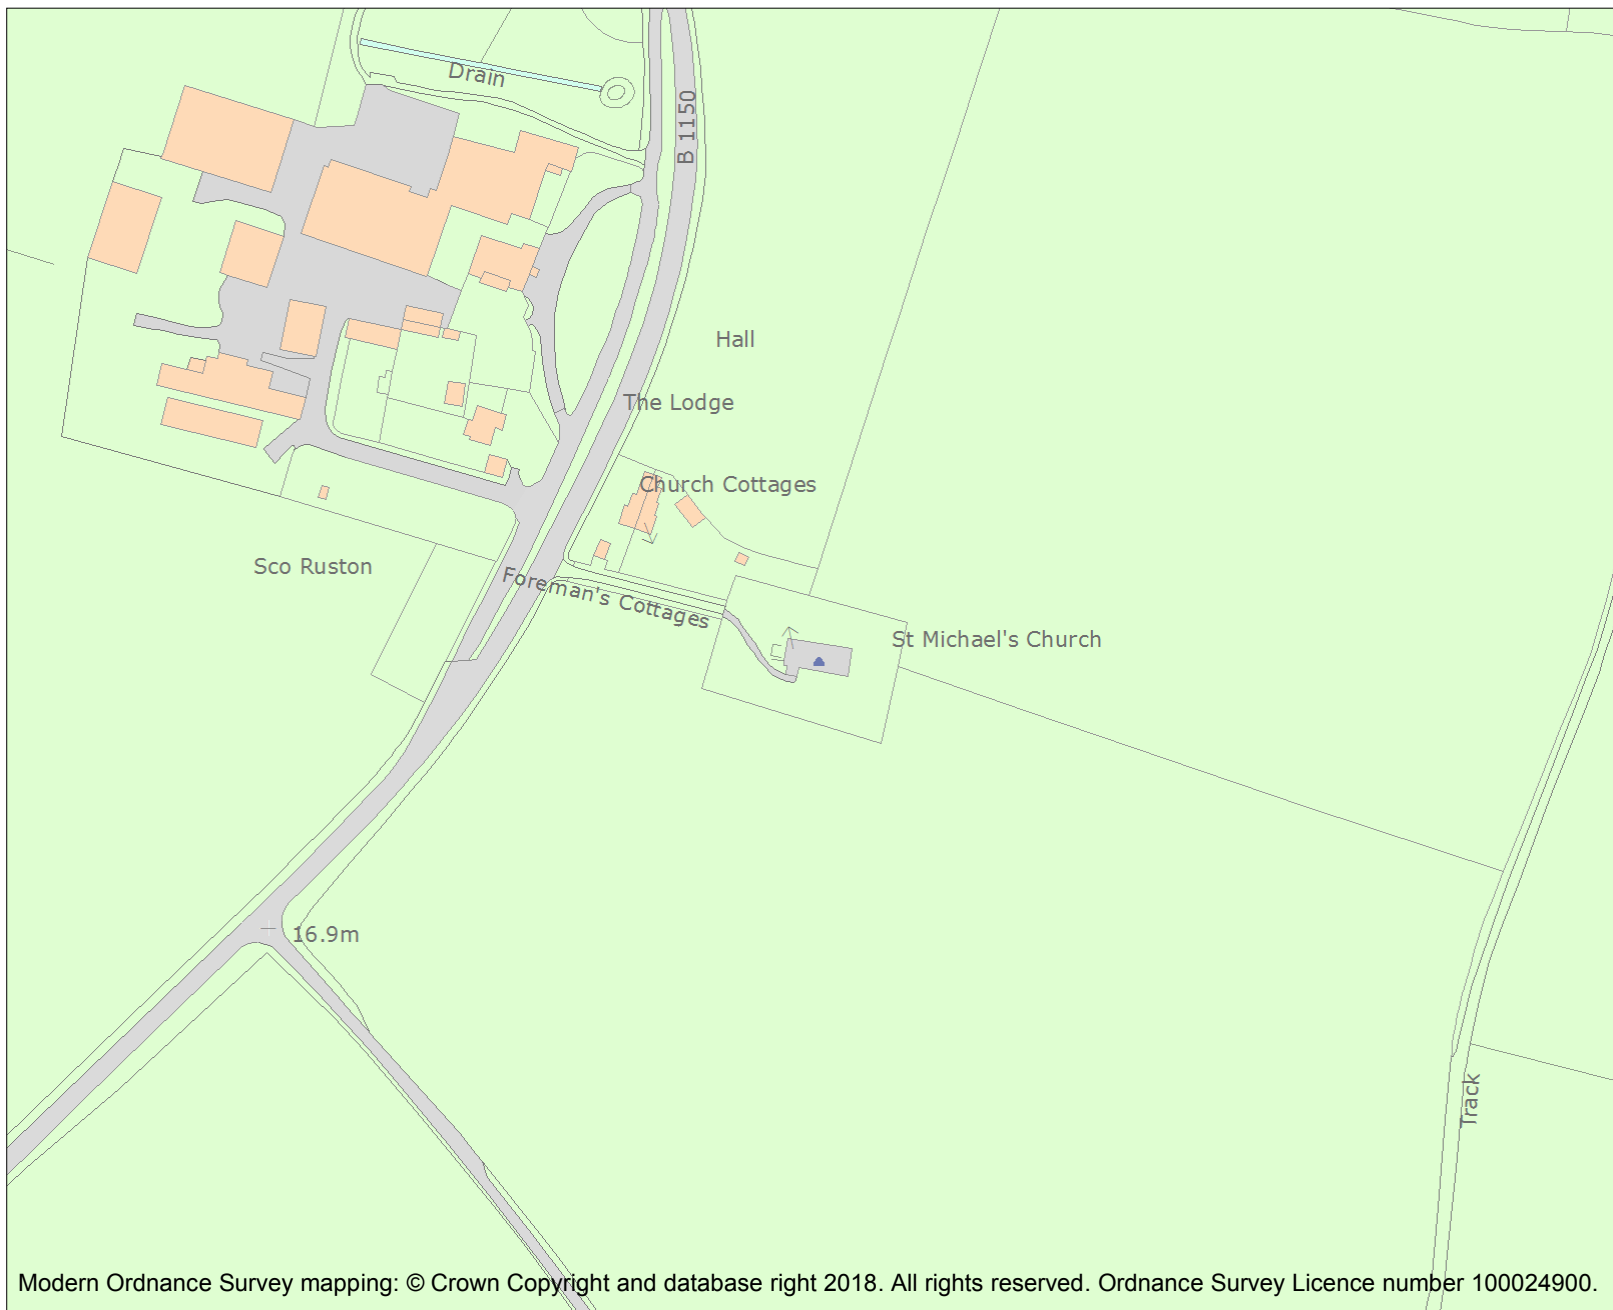 Drain
B 1150
Hall
The Lodge
Church Cottages
Sco Ruston
Foreman's Cottages
St Michael's Church
16.9m
Track
Modern Ordnance Survey mapping: © Crown Copyright and database right 2018. All rights reserved. Ordnance Survey Licence number 100024900.